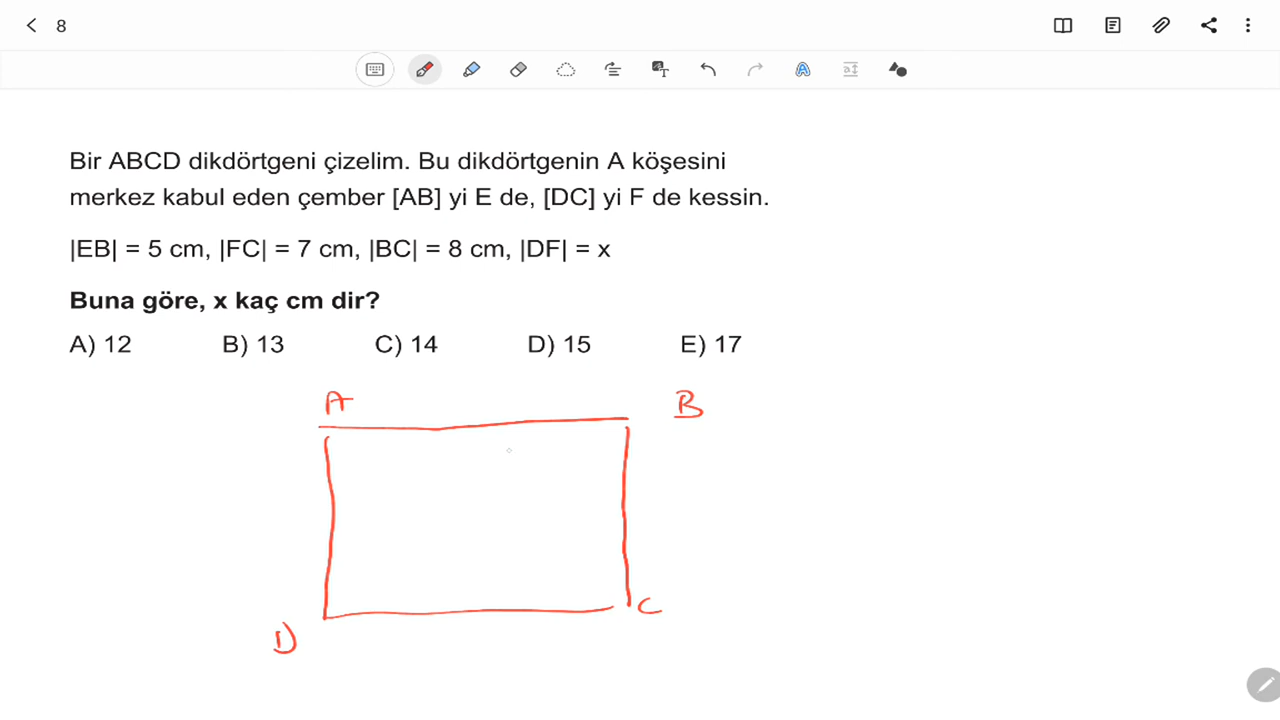 8
Bir ABCD dikdörtgeni çizelim. Bu dikdörtgenin A köşesini
merkez kabul eden çember [AB] yi E de, [DC] yi F de kessin.
|EB| = 5 cm, |FC| = 7 cm, |BC| = 8 cm, |DF| = x
Buna göre, x kaç cm dir?
A) 12 B) 13 C) 14 D) 15 E) 17
A B
C
D